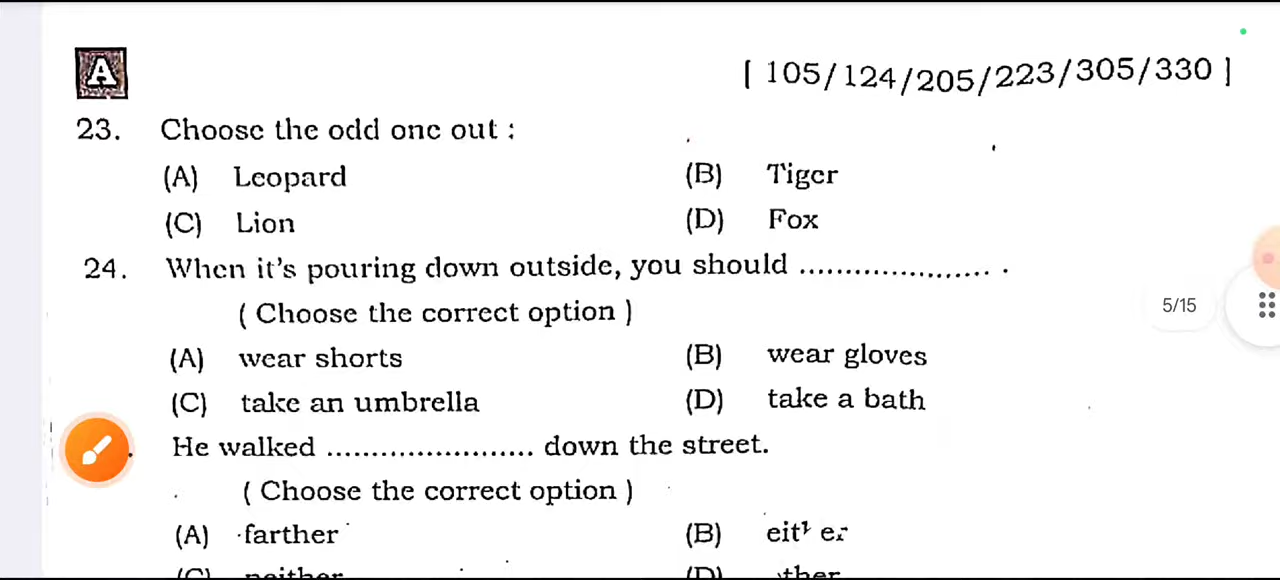 A
[ 105/124/205/223/305/330 ]
23. Choose the odd one out :
(A) Leopard (B) Tiger
(C) Lion (D) Fox
24. When it's pouring down outside, you should ..................... .
( Choose the correct option )
(A) wear shorts (B) wear gloves
5/15
(C) take an umbrella (D) take a bath
He walked ....................... down the street.
( Choose the correct option )
(A) farther (B) either
(C) neither (D)